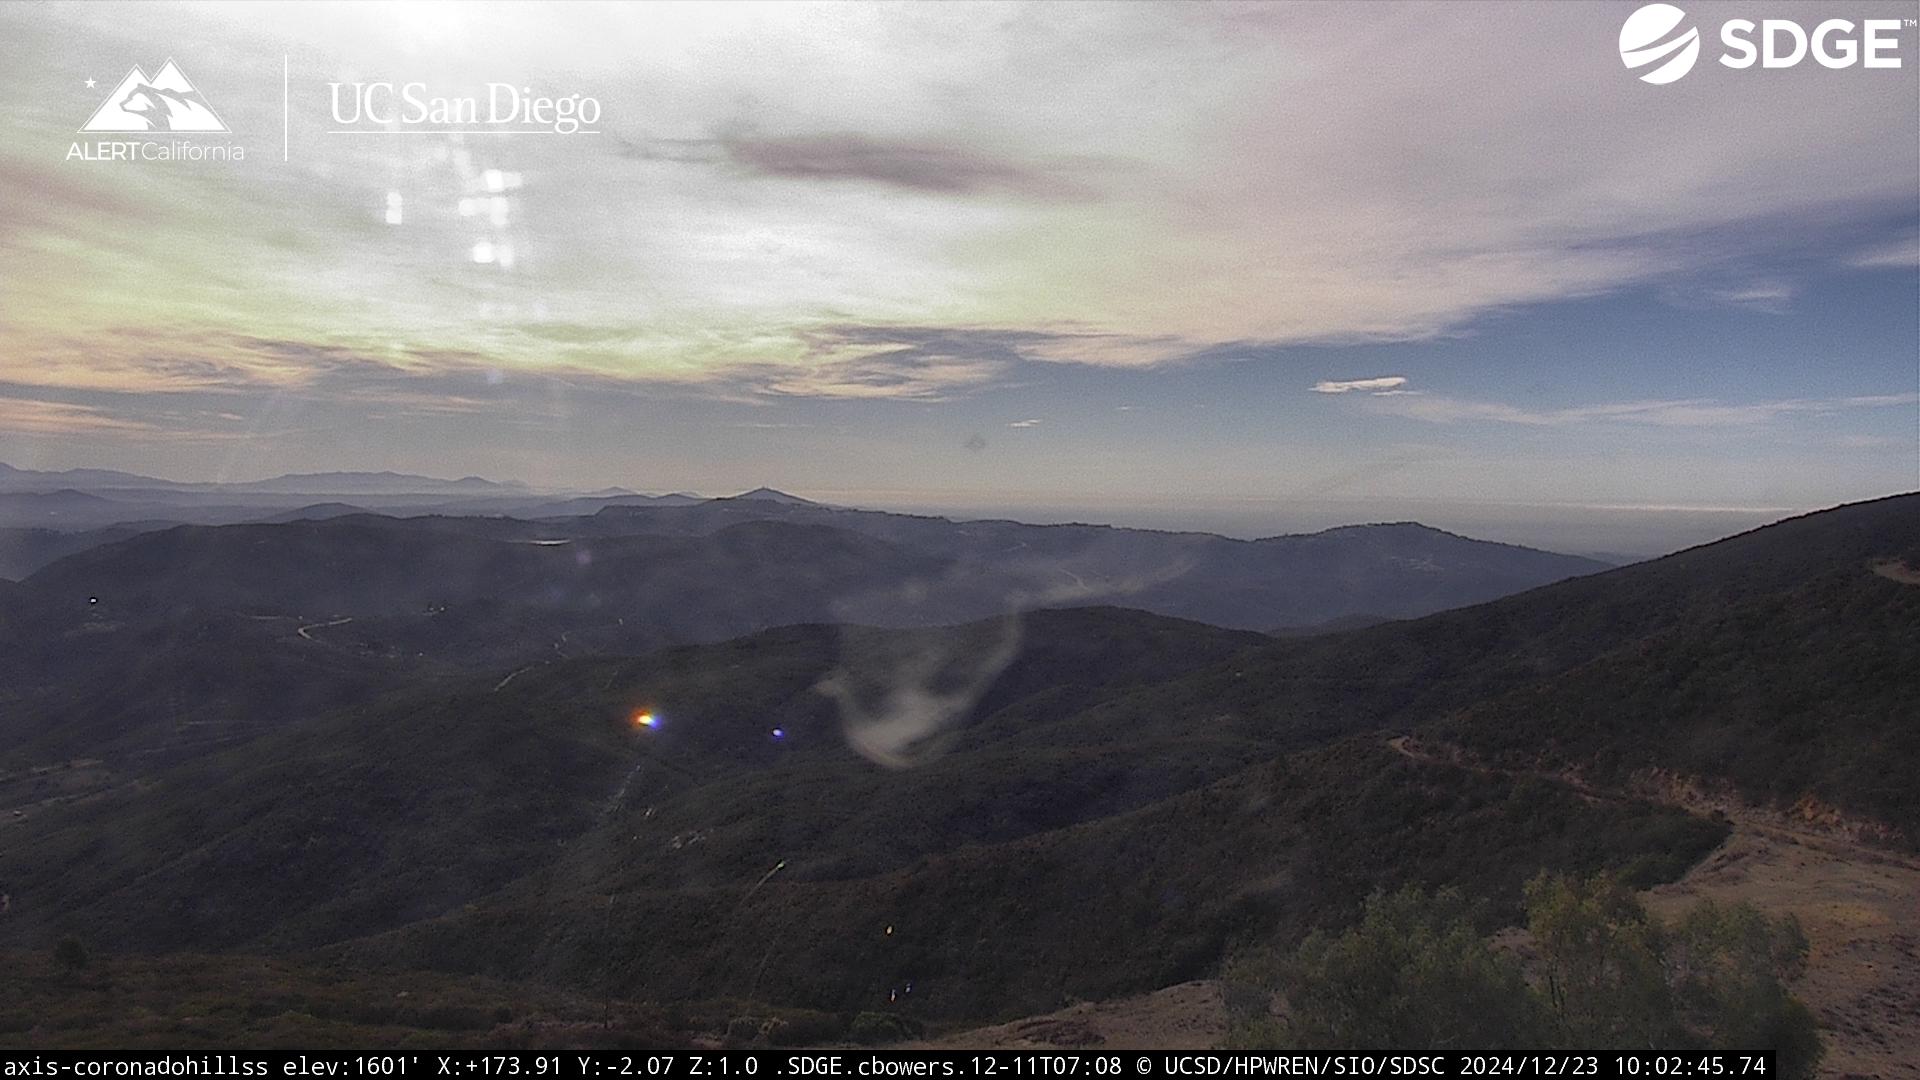 SDGE™
UC San Diego
ALERTCalifornia
axis-coronadohillss elev:1601' X:+173.91 Y:-2.07 Z:1.0 .SDGE.cbowers.12-11T07:08 © UCSD/HPWREN/SIO/SDSC 2024/12/23 10:02:45.74